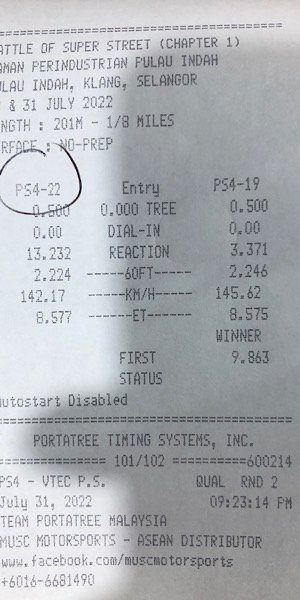 ATTLE OF SUPER STREET (CHAPTER 1)
AMAN PERINDUSTRIAN PULAU INDAH
ULAU INDAH, KLANG, SELANGOR
& 31 JULY 2022
ENGTH : 201M - 1/8 MILES
RFACE : NO-PREP
PS4-22 Entry PS4-19
0.500 0.000 TREE 0.500
0.00 DIAL-IN 0.00
13.232 REACTION 3.371
2.224 -----60FT----- 2.246
142.17 -----KM/H----- 145.62
8.577 ------ET------ 8.575
WINNER
FIRST 9.863
STATUS
utostart Disabled
PORTATREE TIMING SYSTEMS, INC.
============= 101/102 ==========600214
PS4 - VTEC P.S. QUAL RND 2
July 31, 2022 09:23:14 PM
TEAM PORTATREE MALAYSIA
MUSC MOTORSPORTS - ASEAN DISTRIBUTOR
www.facebook.com/muscmotorsports
+6016-6681490